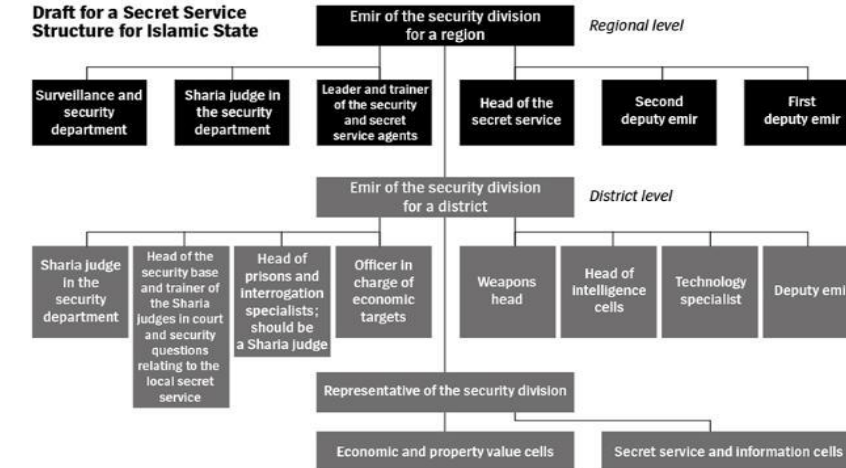 Draft for a Secret Service
Structure for Islamic State
Emir of the security division
for a region
Regional level
Surveillance and
security
department
Sharia judge in
the security
department
Leader and trainer
of the security
and secret
service agents
Head of the
secret service
Second
deputy emir
First
deputy emir
Emir of the security division
for a district
District level
Sharia judge
in the
security
department
Head of the
security base
and trainer of
the Sharia
judges in court
and security
questions
relating to the
local secret
service
Head of
prisons and
interrogation
specialists;
should be
a Sharia judge
Officer in
charge of
economic
targets
Weapons
head
Head of
intelligence
cells
Technology
specialist
Deputy emi
Representative of the security division
Economic and property value cells
Secret service and information cells